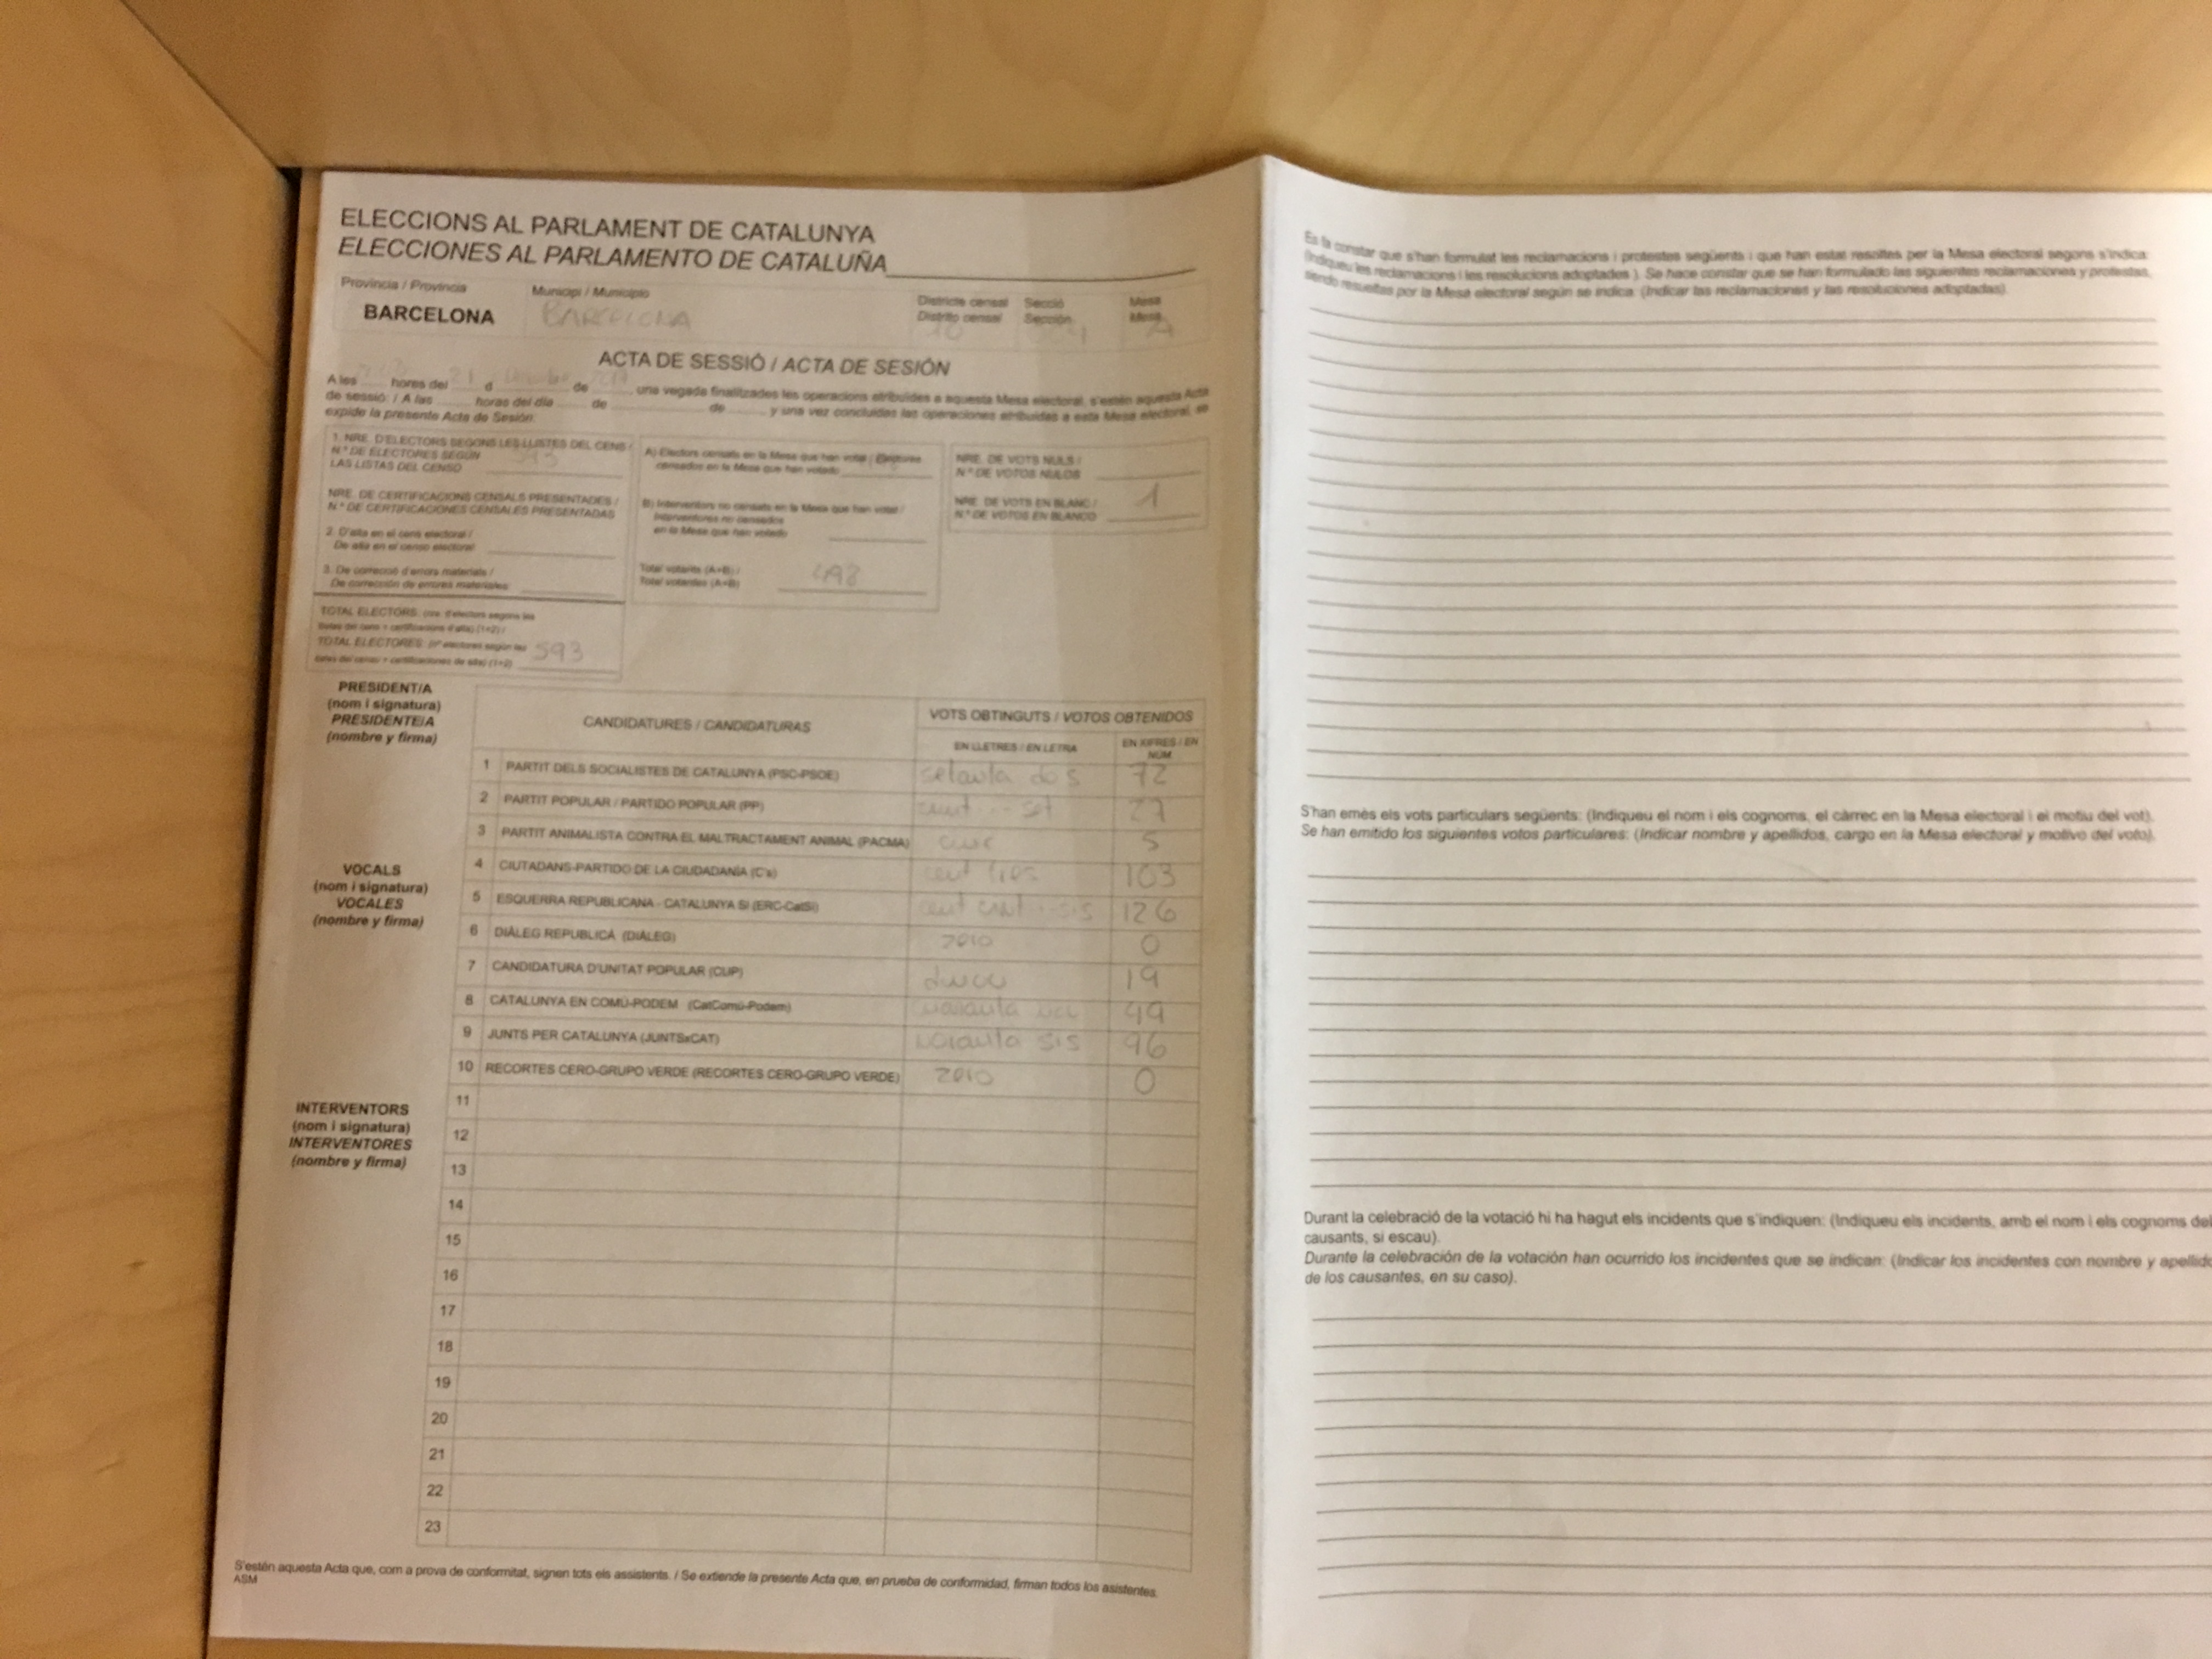 ELECCIONS AL PARLAMENT DE CATALUNYA
ELECCIONES AL PARLAMENTO DE CATALUÑA
Província / Provincia
Municipi / Municipio
Districte censal Secció Mesa
Distrito censal Sección Mesa
BARCELONA BARCELONA 10
ACTA DE SESSIÓ / ACTA DE SESIÓN
A les hores del 21 d de , una vegada finalitzades les operacions atribuïdes a aquesta Mesa electoral, s'estén aquesta Acta
de sessió: / A las horas del día de de y una vez concluidas las operaciones atribuidas a esta Mesa electoral, se
expide la presente Acta de Sesión:
1. NRE. D'ELECTORS SEGONS LES LLISTES DEL CENS /
N.º DE ELECTORES SEGÚN
LAS LISTAS DEL CENSO 593
NRE. DE CERTIFICACIONS CENSALS PRESENTADES /
N.º DE CERTIFICACIONES CENSALES PRESENTADAS
2. D'alta en el cens electoral /
De alta en el censo electoral:
3. De correcció d'errors materials /
De corrección de errores materiales:
TOTAL ELECTORS: (nre. d'electors segons les
llistes del cens + certificacions d'alta) (1+2) /
TOTAL ELECTORES: (nº electores según las
listas del censo + certificaciones de alta) (1+2) 593
A) Electors censats en la Mesa que han votat / Electores
censados en la Mesa que han votado
B) Interventors no censats en la Mesa que han votat /
Interventores no censados
en la Mesa que han votado
Total votants (A+B) /
Total votantes (A+B) 498
NRE. DE VOTS NULS /
N.º DE VOTOS NULOS
NRE. DE VOTS EN BLANC /
N.º DE VOTOS EN BLANCO 1
PRESIDENT/A
(nom i signatura)
PRESIDENTE/A
(nombre y firma)
VOCALS
(nom i signatura)
VOCALES
(nombre y firma)
INTERVENTORS
(nom i signatura)
INTERVENTORES
(nombre y firma)
CANDIDATURES / CANDIDATURAS
VOTS OBTINGUTS / VOTOS OBTENIDOS
EN LLETRES / EN LETRA
EN XIFRES / EN
NÚM
1 PARTIT DELS SOCIALISTES DE CATALUNYA (PSC-PSOE) setanta dos 72
2 PARTIT POPULAR / PARTIDO POPULAR (PP) set 27
3 PARTIT ANIMALISTA CONTRA EL MALTRACTAMENT ANIMAL (PACMA) cinc 5
4 CIUTADANS-PARTIDO DE LA CIUDADANÍA (C's) cent tres 103
5 ESQUERRA REPUBLICANA - CATALUNYA SÍ (ERC-CatSí) cent vint-sis 126
6 DIÀLEG REPUBLICÀ (DIÀLEG) zero 0
7 CANDIDATURA D'UNITAT POPULAR (CUP) 19
8 CATALUNYA EN COMÚ-PODEM (CatComú-Podem) 49
9 JUNTS PER CATALUNYA (JUNTSxCAT) noranta sis 96
10 RECORTES CERO-GRUPO VERDE (RECORTES CERO-GRUPO VERDE) zero 0
11
12
13
14
15
16
17
18
19
20
21
22
23
S'estén aquesta Acta que, com a prova de conformitat, signen tots els assistents. / Se extiende la presente Acta que, en prueba de conformidad, firman todos los asistentes.
ASM
Es fa constar que s'han formulat les reclamacions i protestes següents i que han estat resoltes per la Mesa electoral segons s'indica:
(Indiqueu les reclamacions i les resolucions adoptades ). Se hace constar que se han formulado las siguientes reclamaciones y protestas,
siendo resueltas por la Mesa electoral según se indica: (Indicar las reclamaciones y las resoluciones adoptadas).
S'han emès els vots particulars següents: (Indiqueu el nom i els cognoms, el càrrec en la Mesa electoral i el motiu del vot).
Se han emitido los siguientes votos particulares: (Indicar nombre y apellidos, cargo en la Mesa electoral y motivo del voto).
Durant la celebració de la votació hi ha hagut els incidents que s'indiquen: (Indiqueu els incidents, amb el nom i els cognoms del
causants, si escau).
Durante la celebración de la votación han ocurrido los incidentes que se indican: (Indicar los incidentes con nombre y apellido
de los causantes, en su caso).